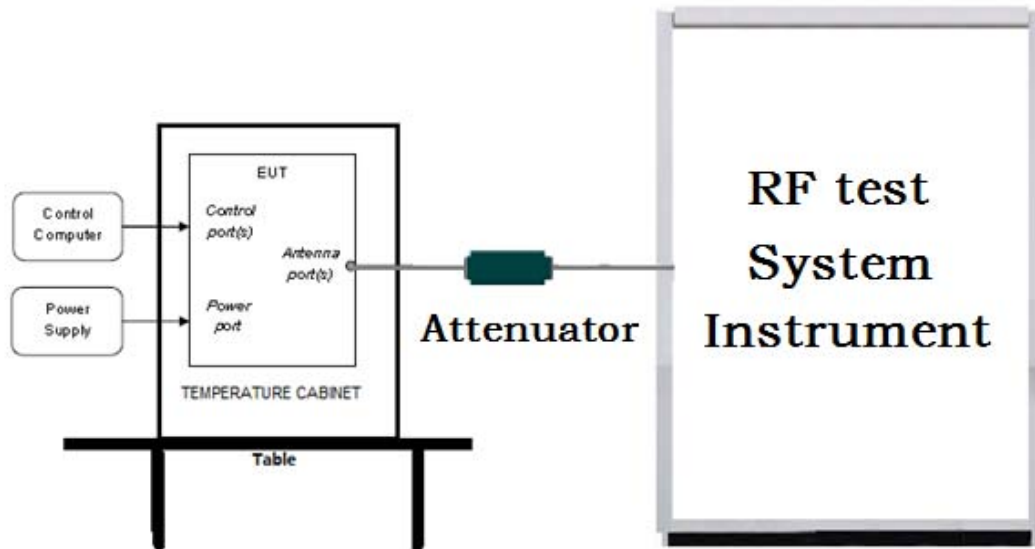 Control
Computer
Power
Supply
EUT
Control
port(s)
Antenna
port(s)
Power
port
TEMPERATURE CABINET
Table
Attenuator
RF test
System
Instrument